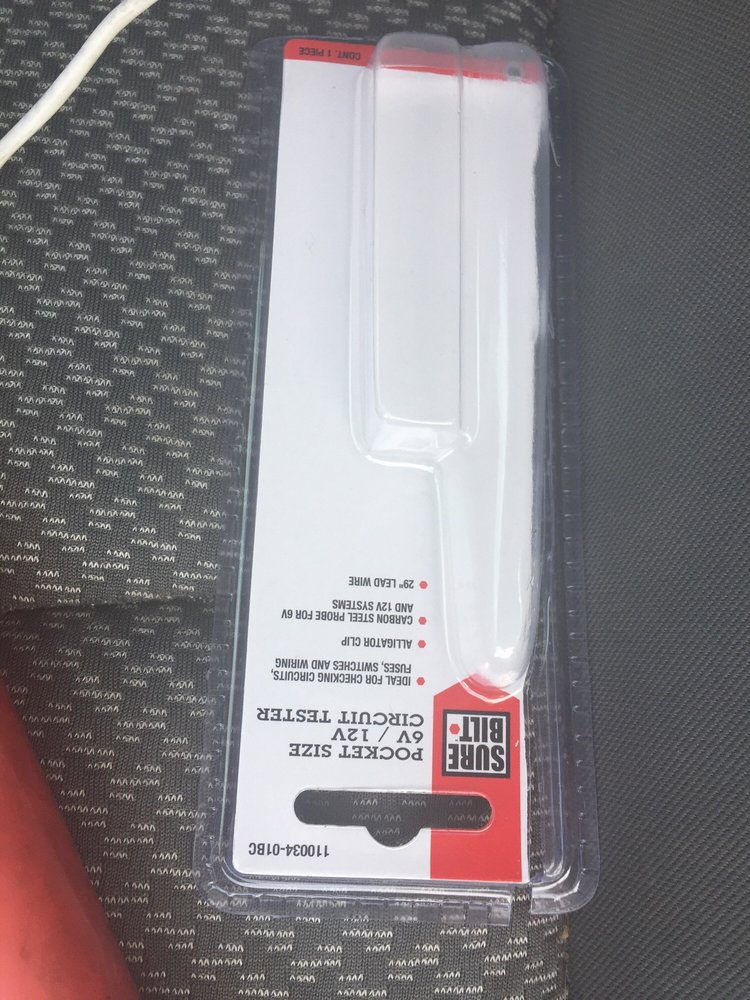 110034-01BC
SURE
BILT
POCKET SIZE
6V / 12V
CIRCUIT TESTER
IDEAL FOR CHECKING CIRCUITS,
FUSES, SWITCHES AND WIRING
ALLIGATOR CLIP
CARBON STEEL PROBE FOR 6V
AND 12V SYSTEMS
29" LEAD WIRE
CONT. 1 PIECE